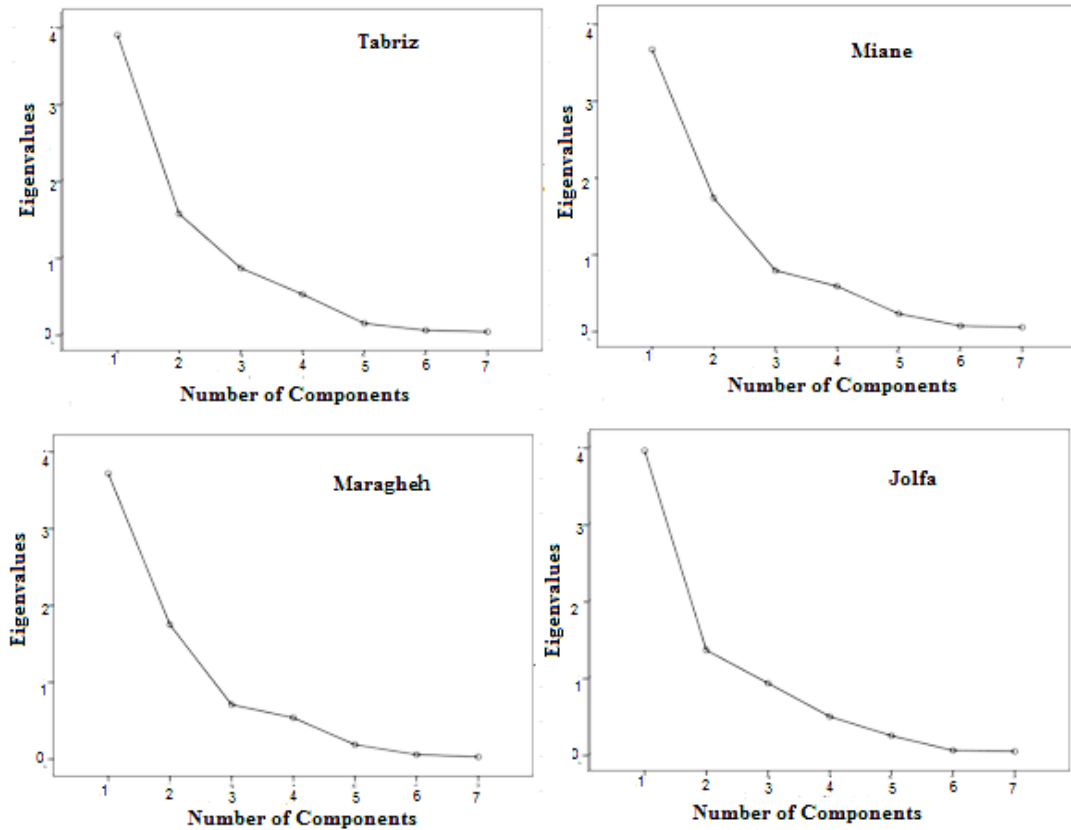 Tabriz
Eigenvalues
4
3
2
1
0
1 2 3 4 5 6 7
Number of Components
Miane
Eigenvalues
4
3
2
1
0
1 2 3 4 5 6 7
Number of Components
Maragheh
Eigenvalues
4
3
2
1
0
1 2 3 4 5 6 7
Number of Components
Jolfa
Eigenvalues
4
3
2
1
0
1 2 3 4 5 6 7
Number of Components